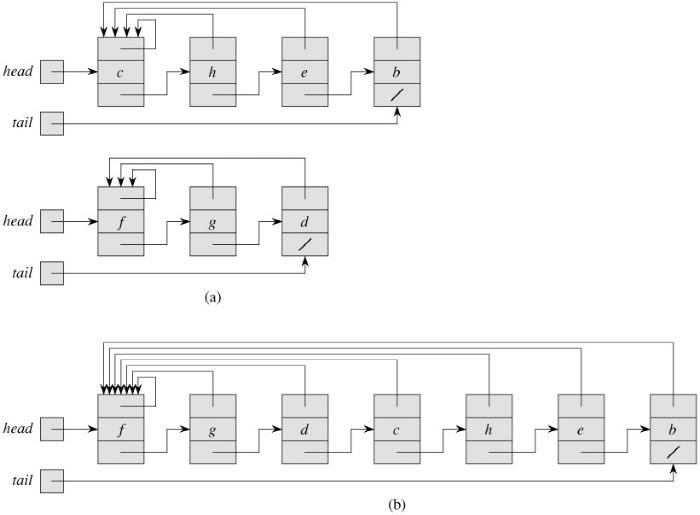 head c h e b
tail
head f g d
tail
(a)
head f g d c h e b
tail
(b)